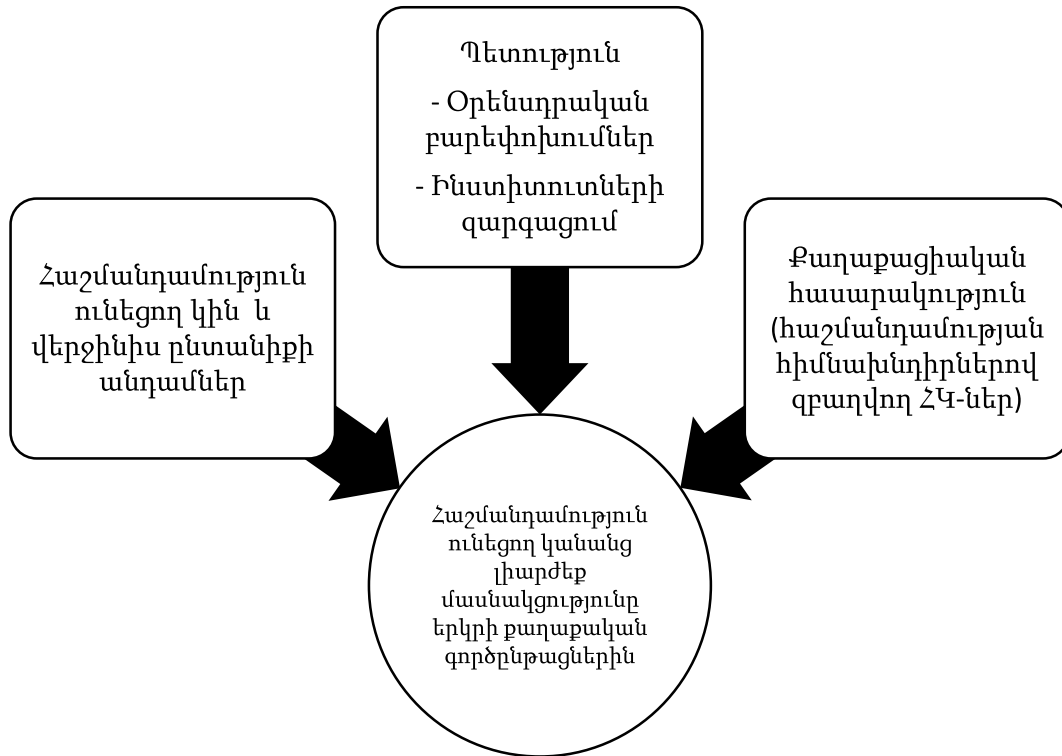 Պետություն
- Օրենսդրական
բարեփոխումներ
- Ինստիտուտների
զարգացում
Հաշմանդամություն
ունեցող կին և
վերջինիս ընտանիքի
անդամներ
Քաղաքացիական
հասարակություն
(հաշմանդամության
հիմնախնդիրներով
զբաղվող ՀԿ-ներ)
Հաշմանդամություն
ունեցող կանանց
լիարժեք
մասնակցությունը
երկրի քաղաքական
գործընթացներին